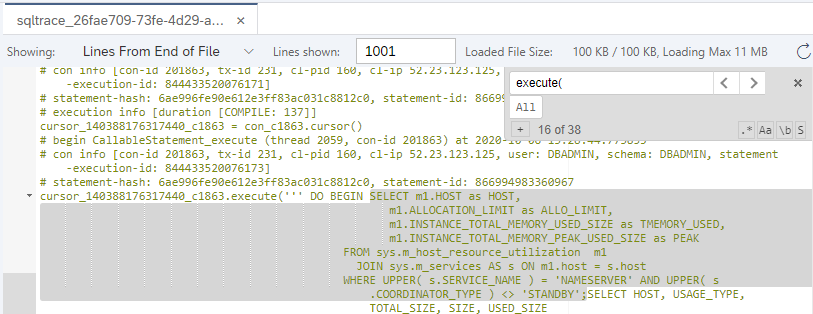 sqltrace_26fae709-73fe-4d29-a... ×
Showing: Lines From End of File Lines shown: 1001 Loaded File Size: 100 KB / 100 KB, Loading Max 11 MB
# con info [con-id 201863, tx-id 231, cl-pid 160, cl-ip 52.23.123.125,
-execution-id: 844433520076171]
# statement-hash: 6ae996fe90e612e3ff83ac031c8812c0, statement-id: 8669
# execution info [duration [COMPILE: 137]]
cursor_140388176317440_c1863 = con_c1863.cursor()
# begin CallableStatement_execute (thread 2059, con-id 201863) at
# con info [con-id 201863, tx-id 231, cl-pid 160, cl-ip 52.23.123.125, user: DBADMIN, schema: DBADMIN, statement
-execution-id: 844433520076173]
# statement-hash: 6ae996fe90e612e3ff83ac031c8812c0, statement-id: 866994983360967
cursor_140388176317440_c1863.execute(''' DO BEGIN SELECT m1.HOST as HOST,
m1.ALLOCATION_LIMIT as ALLO_LIMIT,
m1.INSTANCE_TOTAL_MEMORY_USED_SIZE as TMEMORY_USED,
m1.INSTANCE_TOTAL_MEMORY_PEAK_USED_SIZE as PEAK
FROM sys.m_host_resource_utilization m1
JOIN sys.m_services AS s ON m1.host = s.host
WHERE UPPER( s.SERVICE_NAME ) = 'NAMESERVER' AND UPPER( s
.COORDINATOR_TYPE ) <> 'STANDBY';SELECT HOST, USAGE_TYPE,
TOTAL_SIZE, SIZE, USED_SIZE
execute(
All
+ 16 of 38 .* Aa \b S